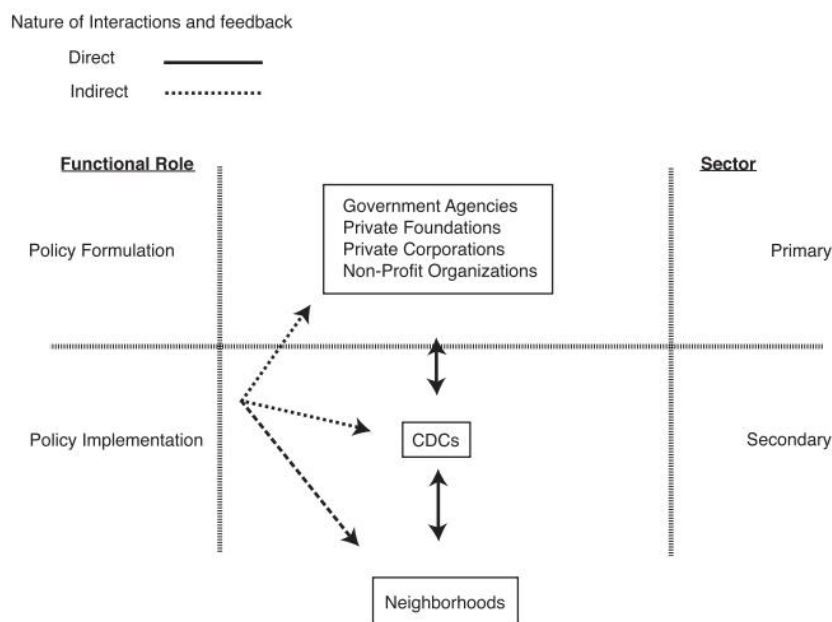 Nature of Interactions and feedback
Direct
Indirect
Functional Role
Sector
Government Agencies
Private Foundations
Private Corporations
Non-Profit Organizations
Policy Formulation
Primary
Policy Implementation
CDCs
Secondary
Neighborhoods